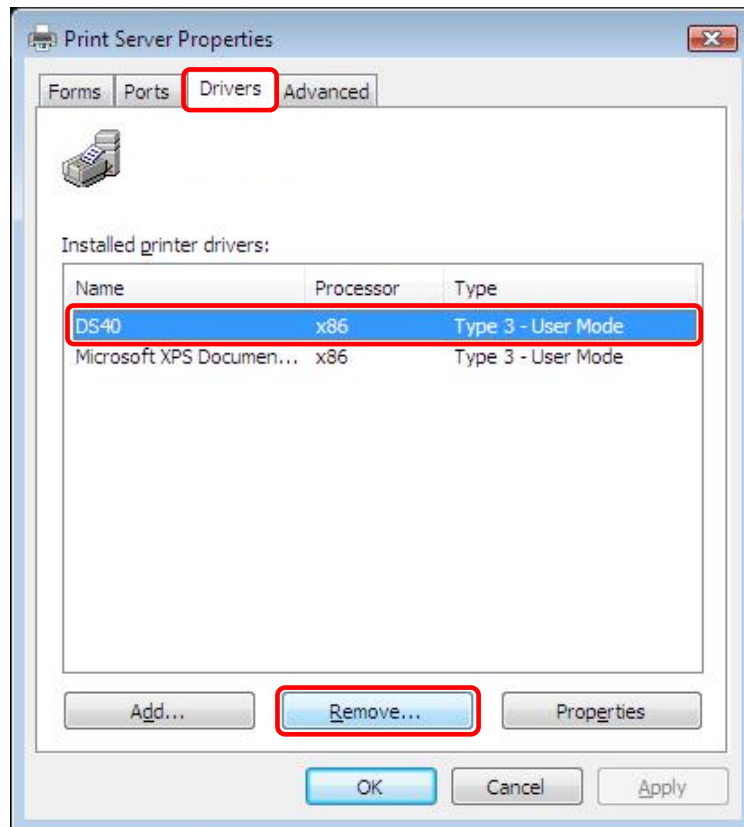 Print Server Properties
Forms Ports Drivers Advanced
Installed printer drivers:
Name Processor Type
DS40 x86 Type 3 - User Mode
Microsoft XPS Documen... x86 Type 3 - User Mode
Add... Remove... Properties
OK Cancel Apply